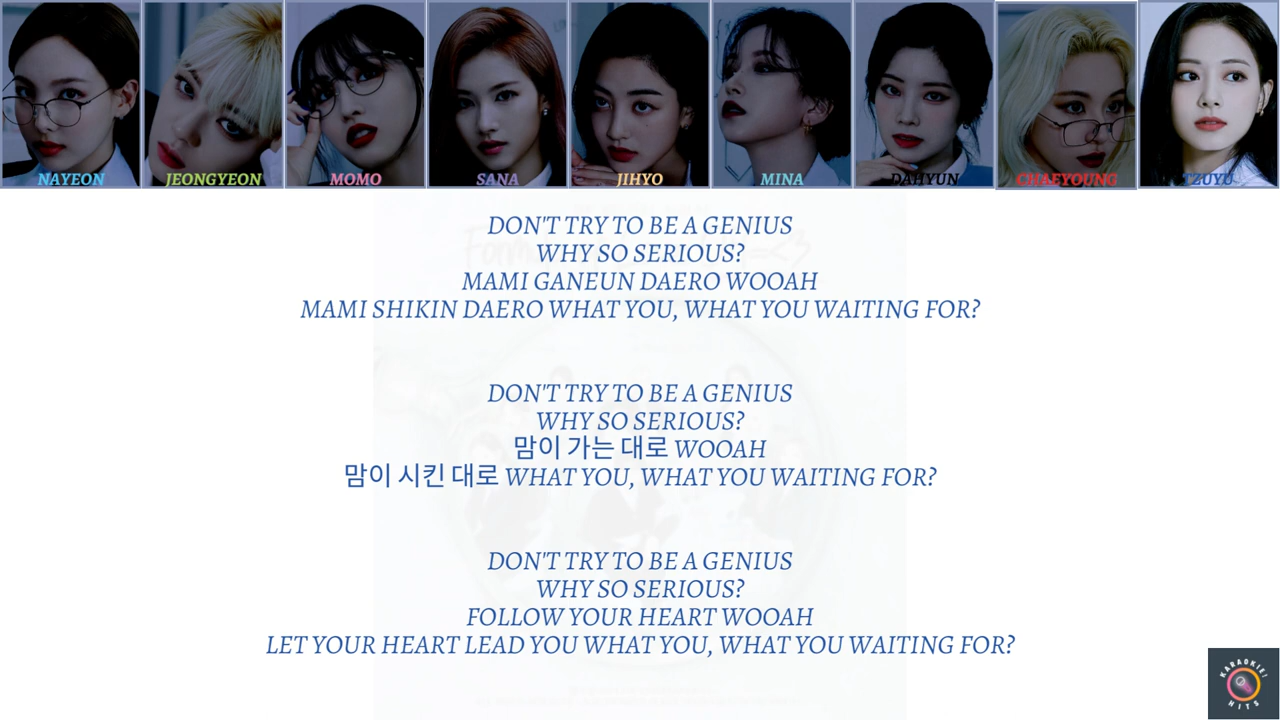 NAYEON
JEONGYEON
MOMO
SANA
JIHYO
MINA
DAHYUN
CHAEYOUNG
TZUYU
DON'T TRY TO BE A GENIUS
WHY SO SERIOUS?
MAMI GANEUN DAERO WOOAH
MAMI SHIKIN DAERO WHAT YOU, WHAT YOU WAITING FOR?
DON'T TRY TO BE A GENIUS
WHY SO SERIOUS?
맘이 가는 대로 WOOAH
맘이 시킨 대로 WHAT YOU, WHAT YOU WAITING FOR?
DON'T TRY TO BE A GENIUS
WHY SO SERIOUS?
FOLLOW YOUR HEART WOOAH
LET YOUR HEART LEAD YOU WHAT YOU, WHAT YOU WAITING FOR?
KARAOKIE!
HITS